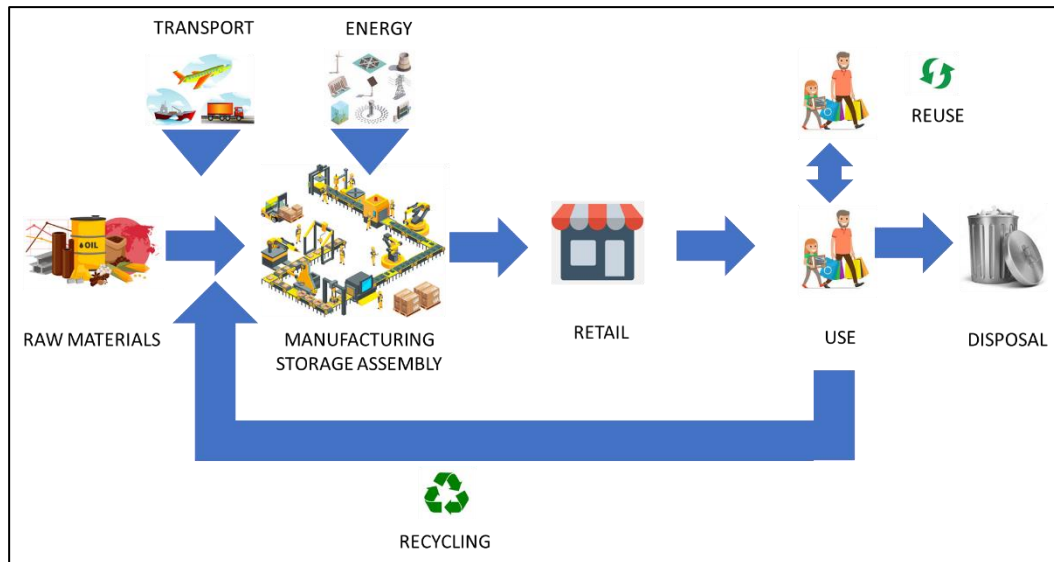 TRANSPORT
ENERGY
REUSE
OIL
RAW MATERIALS
MANUFACTURING
STORAGE ASSEMBLY
RETAIL
USE
DISPOSAL
RECYCLING